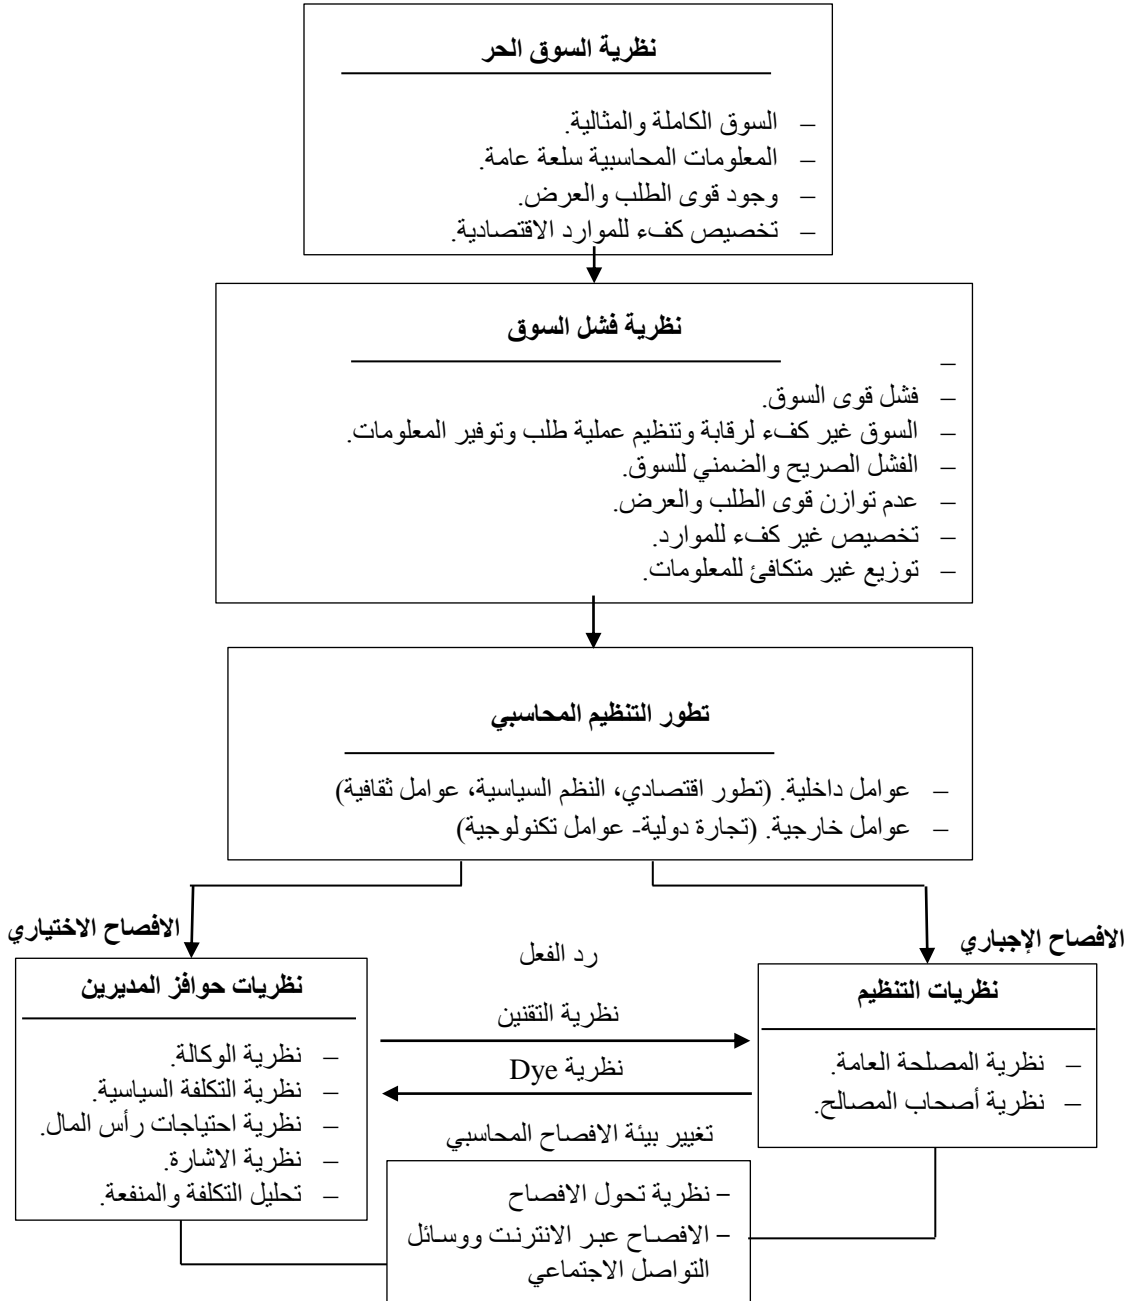 نظرية السوق الحر
– السوق الكاملة والمثالية.
– المعلومات المحاسبية سلعة عامة.
– وجود قوى الطلب والعرض.
– تخصيص كفء للموارد الاقتصادية.
نظرية فشل السوق
–
– فشل قوى السوق.
– السوق غير كفء لرقابة وتنظيم عملية طلب وتوفير المعلومات.
– الفشل الصريح والضمني للسوق.
– عدم توازن قوى الطلب والعرض.
– تخصيص غير كفء للموارد.
– توزيع غير متكافئ للمعلومات.
تطور التنظيم المحاسبي
– عوامل داخلية. (تطور اقتصادي، النظم السياسية، عوامل ثقافية)
– عوامل خارجية. (تجارة دولية- عوامل تكنولوجية)
الافصاح الإجباري
نظريات التنظيم
– نظرية المصلحة العامة.
– نظرية أصحاب المصالح.
رد الفعل
نظرية التقنين
نظرية Dye
تغيير بيئة الافصاح المحاسبي
الافصاح الاختياري
نظريات حوافز المديرين
– نظرية الوكالة.
– نظرية التكلفة السياسية.
– نظرية احتياجات رأس المال.
– نظرية الاشارة.
– تحليل التكلفة والمنفعة.
– نظرية تحول الافصاح
– الافصاح عبر الانترنت ووسائل
التواصل الاجتماعي